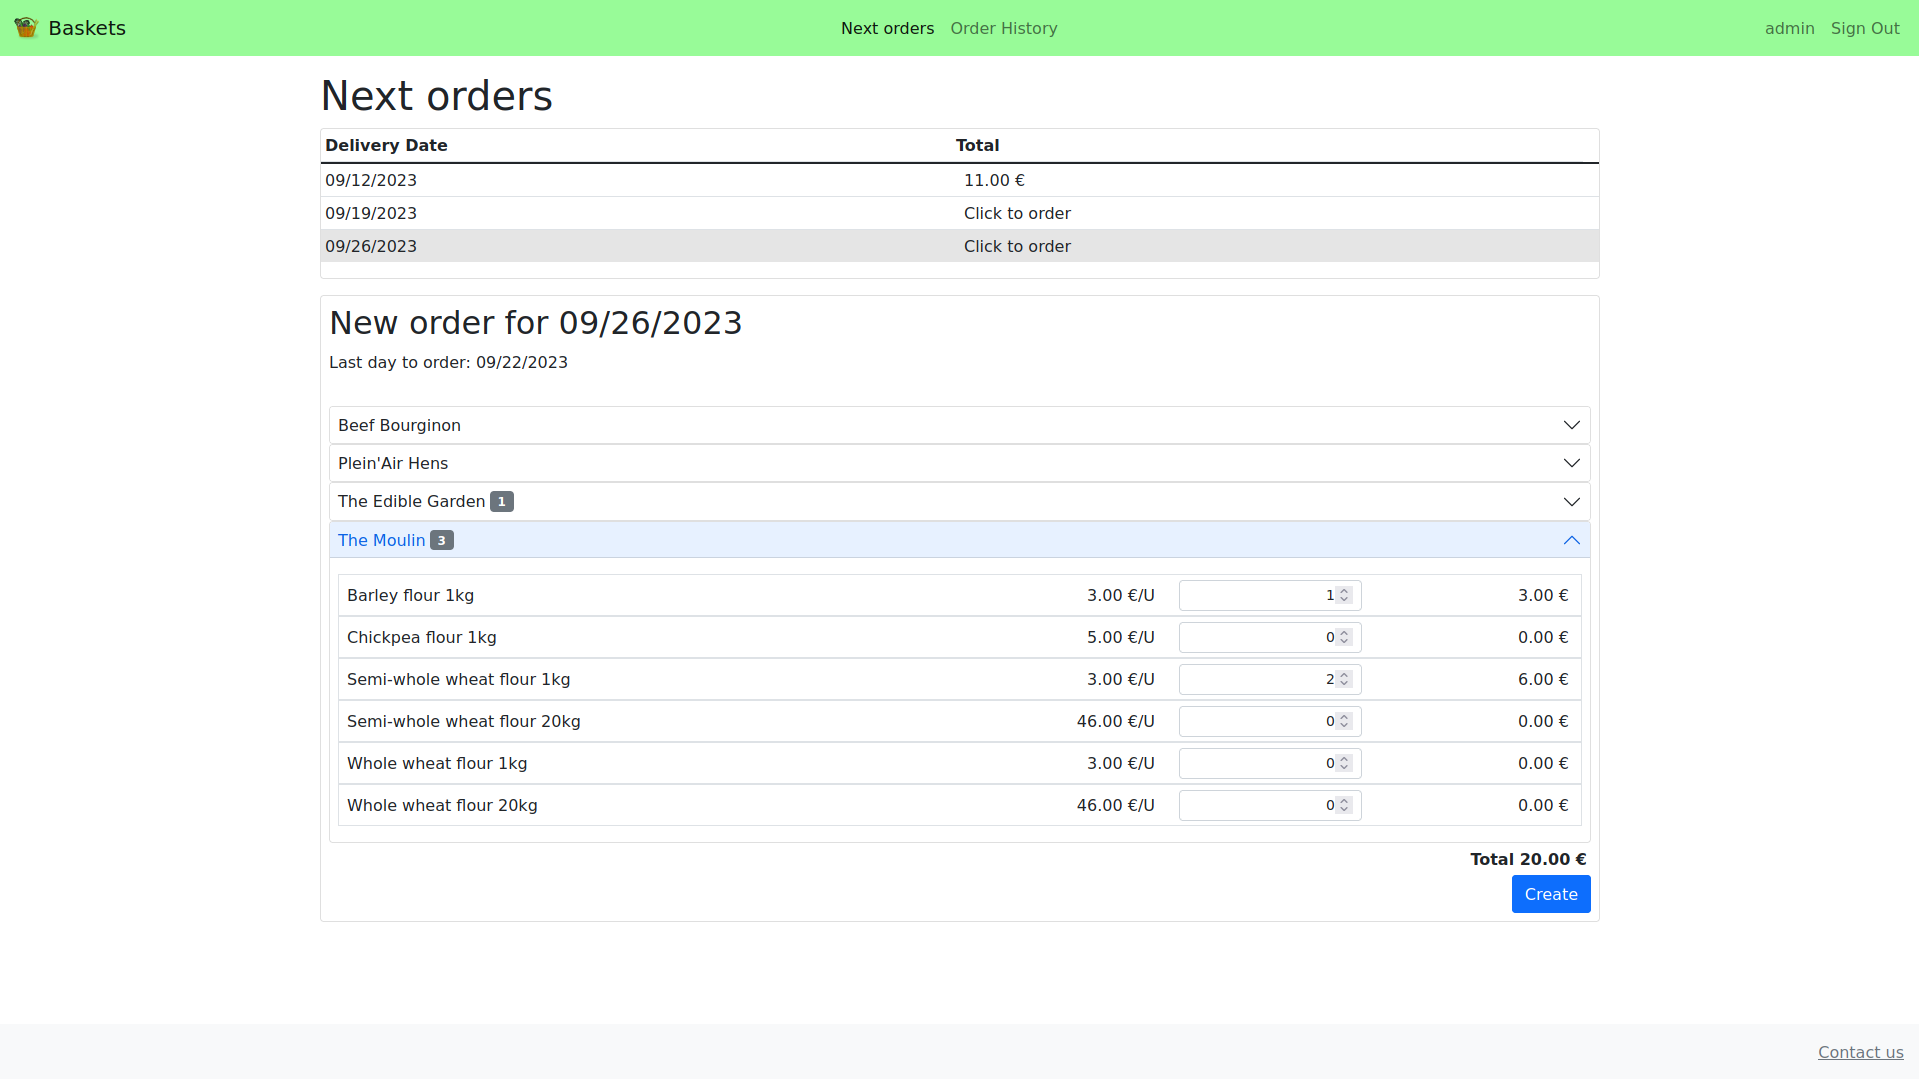 Baskets Next orders Order History admin Sign Out
Next orders
Delivery Date Total
09/12/2023 11.00 €
09/19/2023 Click to order
09/26/2023 Click to order
New order for 09/26/2023
Last day to order: 09/22/2023
Beef Bourginon
Plein'Air Hens
The Edible Garden 1
The Moulin 3
Barley flour 1kg 3.00 €/U 1 3.00 €
Chickpea flour 1kg 5.00 €/U 0 0.00 €
Semi-whole wheat flour 1kg 3.00 €/U 2 6.00 €
Semi-whole wheat flour 20kg 46.00 €/U 0 0.00 €
Whole wheat flour 1kg 3.00 €/U 0 0.00 €
Whole wheat flour 20kg 46.00 €/U 0 0.00 €
Total 20.00 €
Create
Contact us